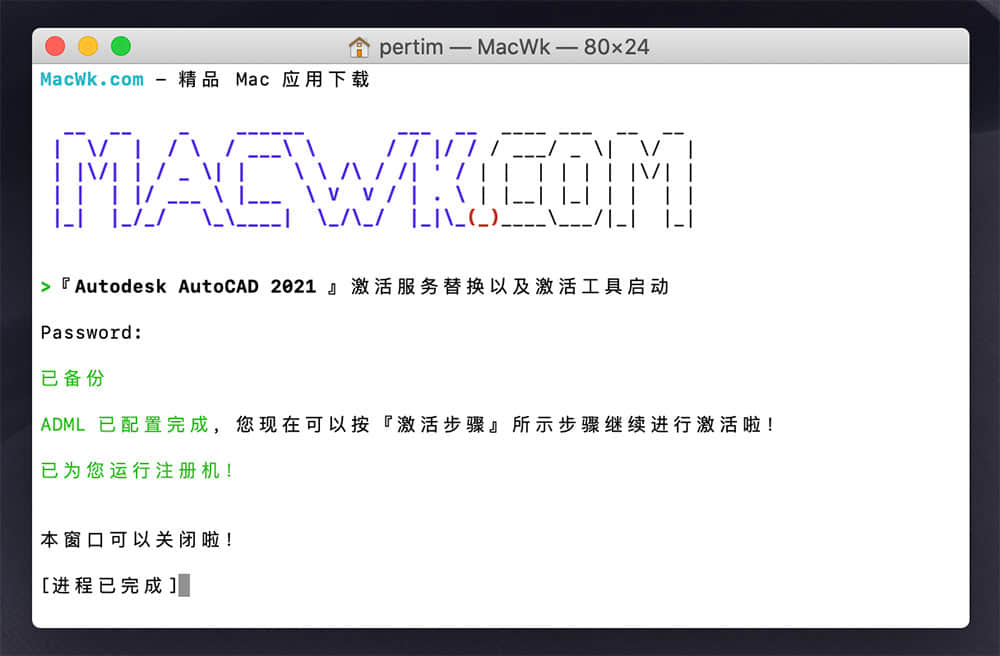 pertim — MacWk — 80×24
MacWk.com – 精品 Mac 应用下载
MACWK.COM
>『Autodesk AutoCAD 2021 』激活服务替换以及激活工具启动
Password:
已备份
ADML 已配置完成, 您现在可以按『激活步骤』所示步骤继续进行激活啦!
已为您运行注册机!
本窗口可以关闭啦!
[进程已完成]